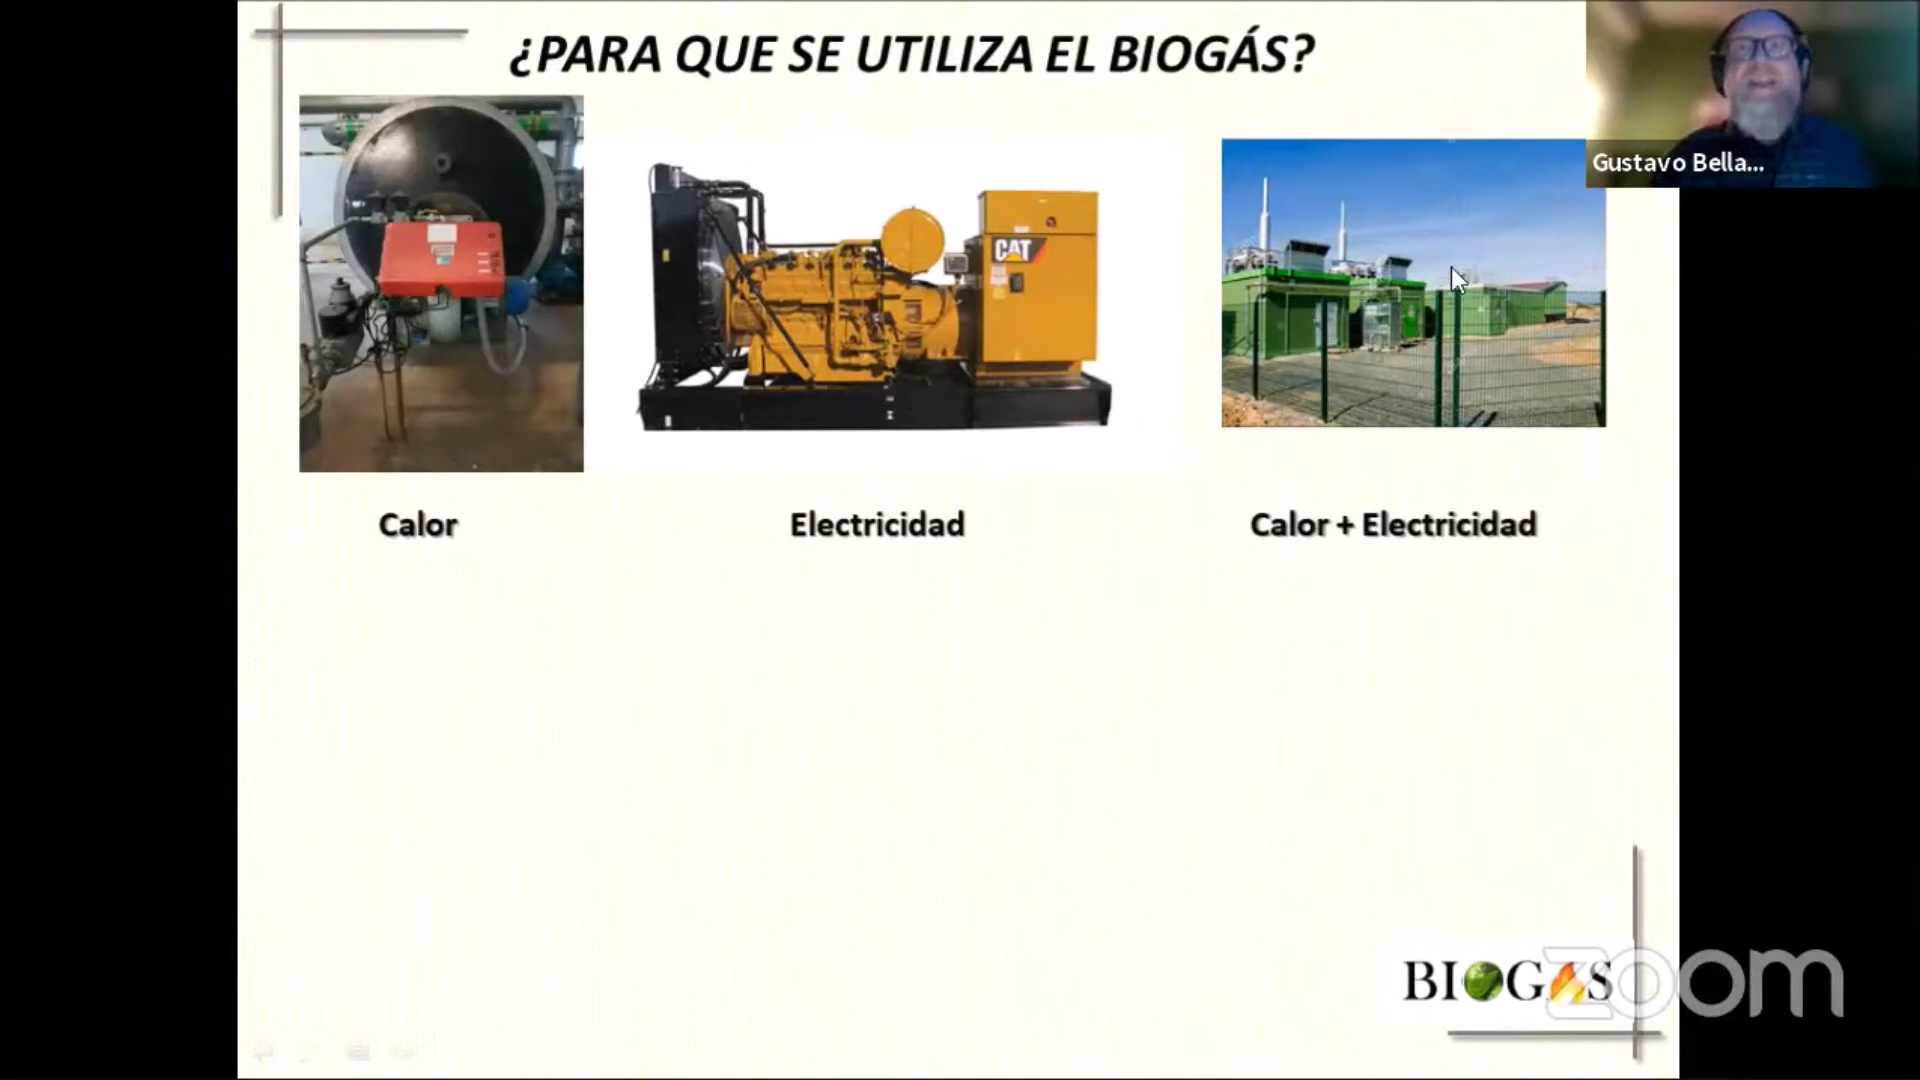 ¿PARA QUE SE UTILIZA EL BIOGÁS?
Gustavo Bella...
CAT
Calor
Electricidad
Calor + Electricidad
BIOGAS
zoom